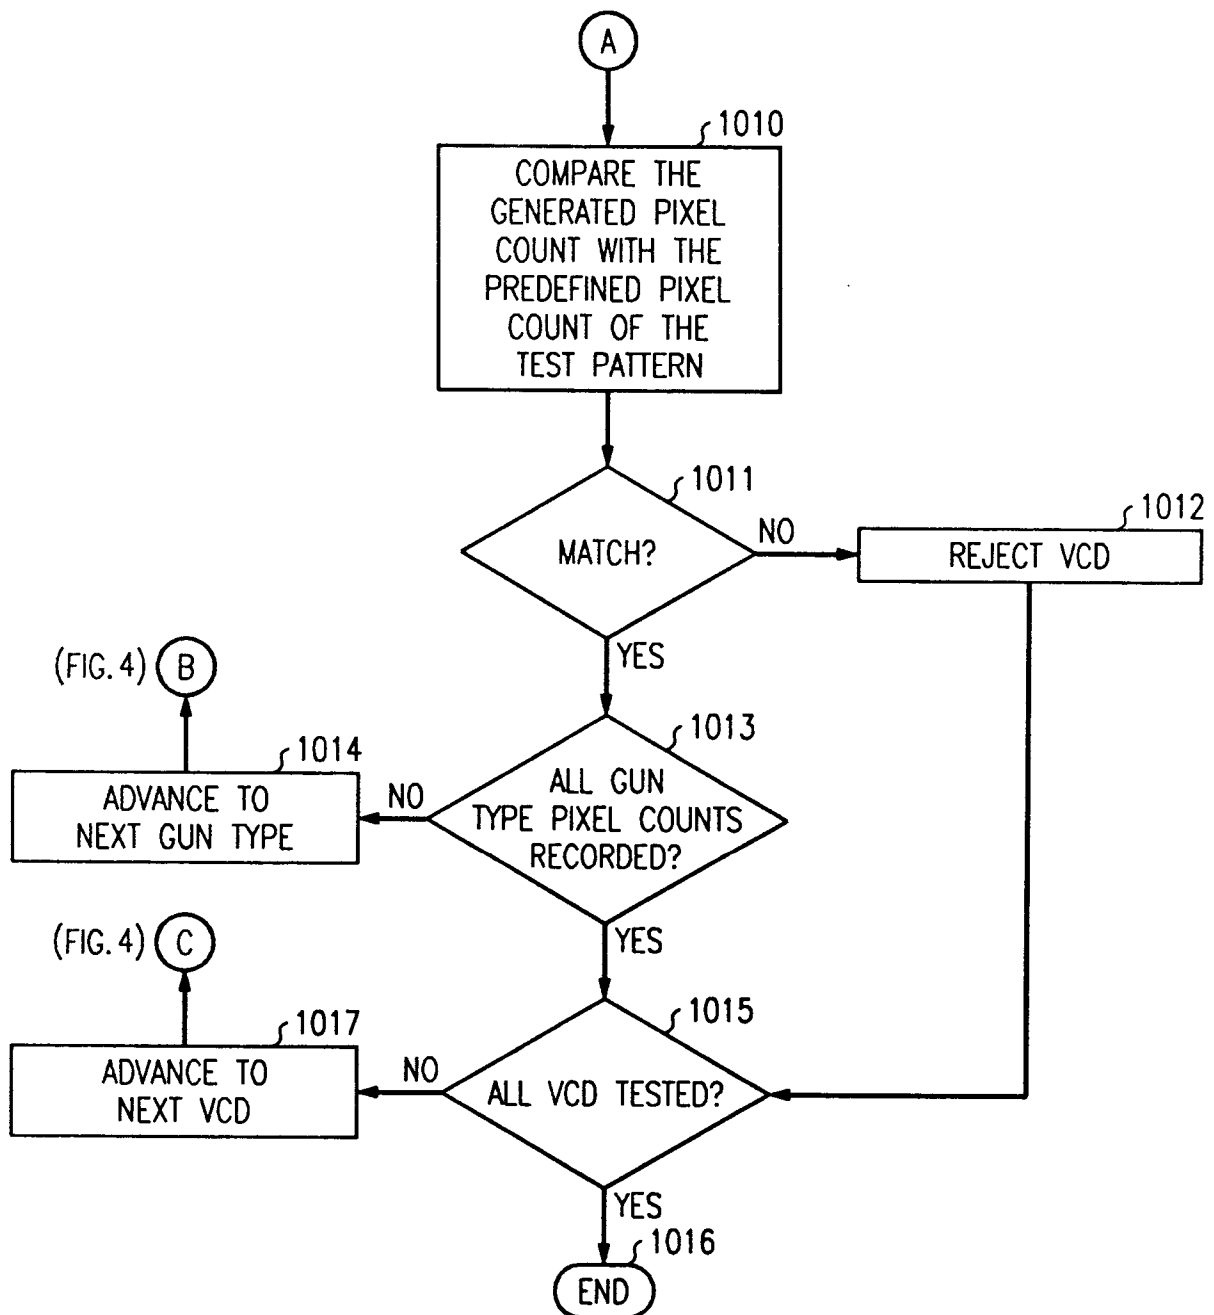 A
1010
COMPARE THE
GENERATED PIXEL
COUNT WITH THE
PREDEFINED PIXEL
COUNT OF THE
TEST PATTERN
1011
MATCH?
NO
1012
REJECT VCD
YES
(FIG. 4) B
1014
ADVANCE TO
NEXT GUN TYPE
NO
1013
ALL GUN
TYPE PIXEL COUNTS
RECORDED?
YES
(FIG. 4) C
1017
ADVANCE TO
NEXT VCD
NO
1015
ALL VCD TESTED?
YES
1016
END